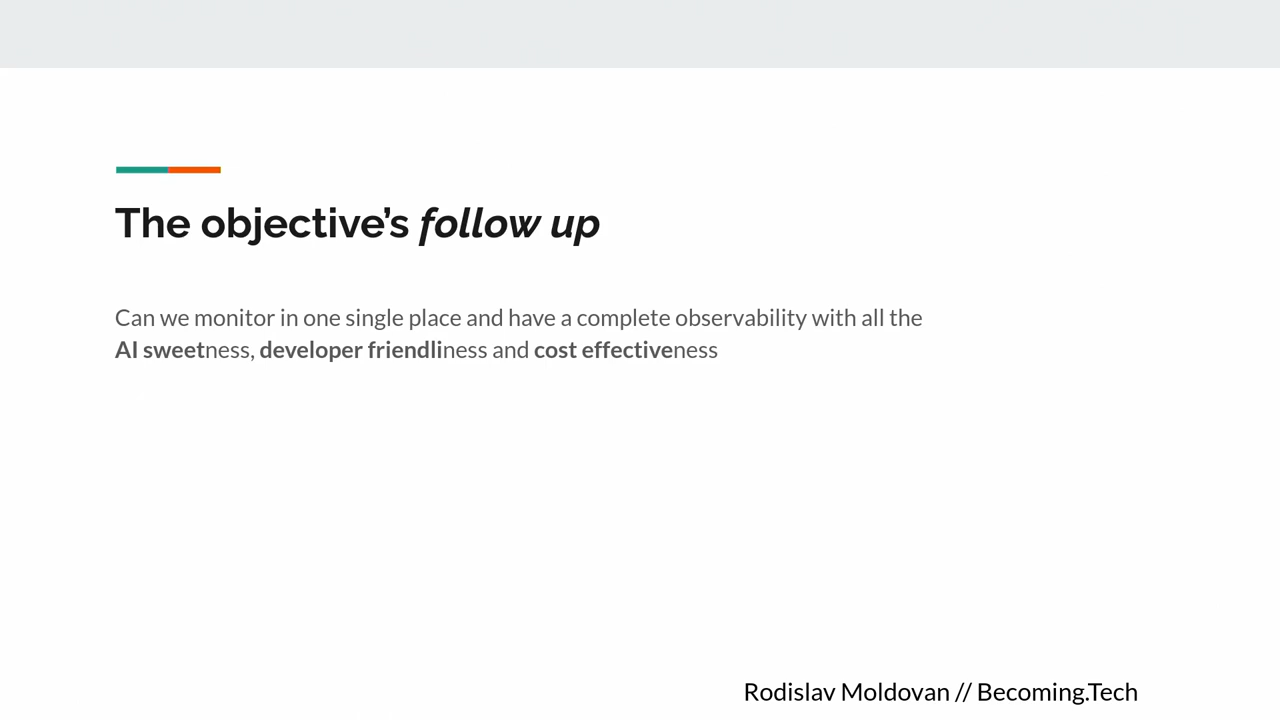 The objective’s follow up
Can we monitor in one single place and have a complete observability with all the
AI sweetness, developer friendliness and cost effectiveness
Rodislav Moldovan // Becoming.Tech